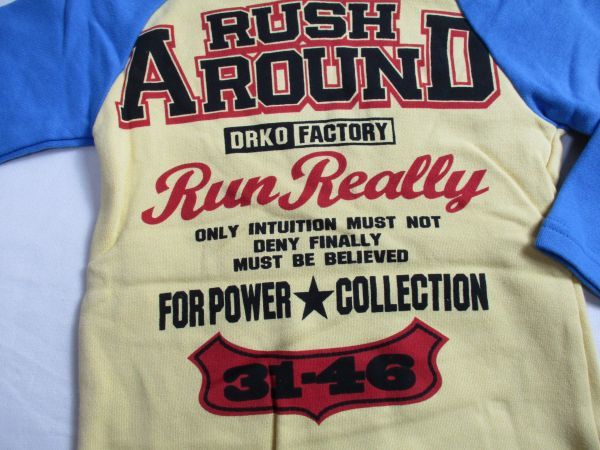 RUSH
AROUND
DRKO FACTORY
Run Really
ONLY INTUITION MUST NOT
DENY FINALLY
MUST BE BELIEVED
FOR POWER★COLLECTION
31-46